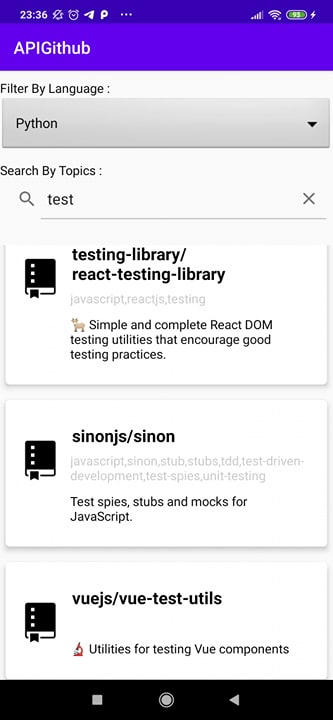 23:36
93
APIGithub
Filter By Language :
Python
Search By Topics :
test
testing-library/
react-testing-library
javascript,reactjs,testing
🐐 Simple and complete React DOM
testing utilities that encourage good
testing practices.
sinonjs/sinon
javascript,sinon,stub,stubs,tdd,test-driven-
development,test-spies,unit-testing
Test spies, stubs and mocks for
JavaScript.
vuejs/vue-test-utils
🔬 Utilities for testing Vue components